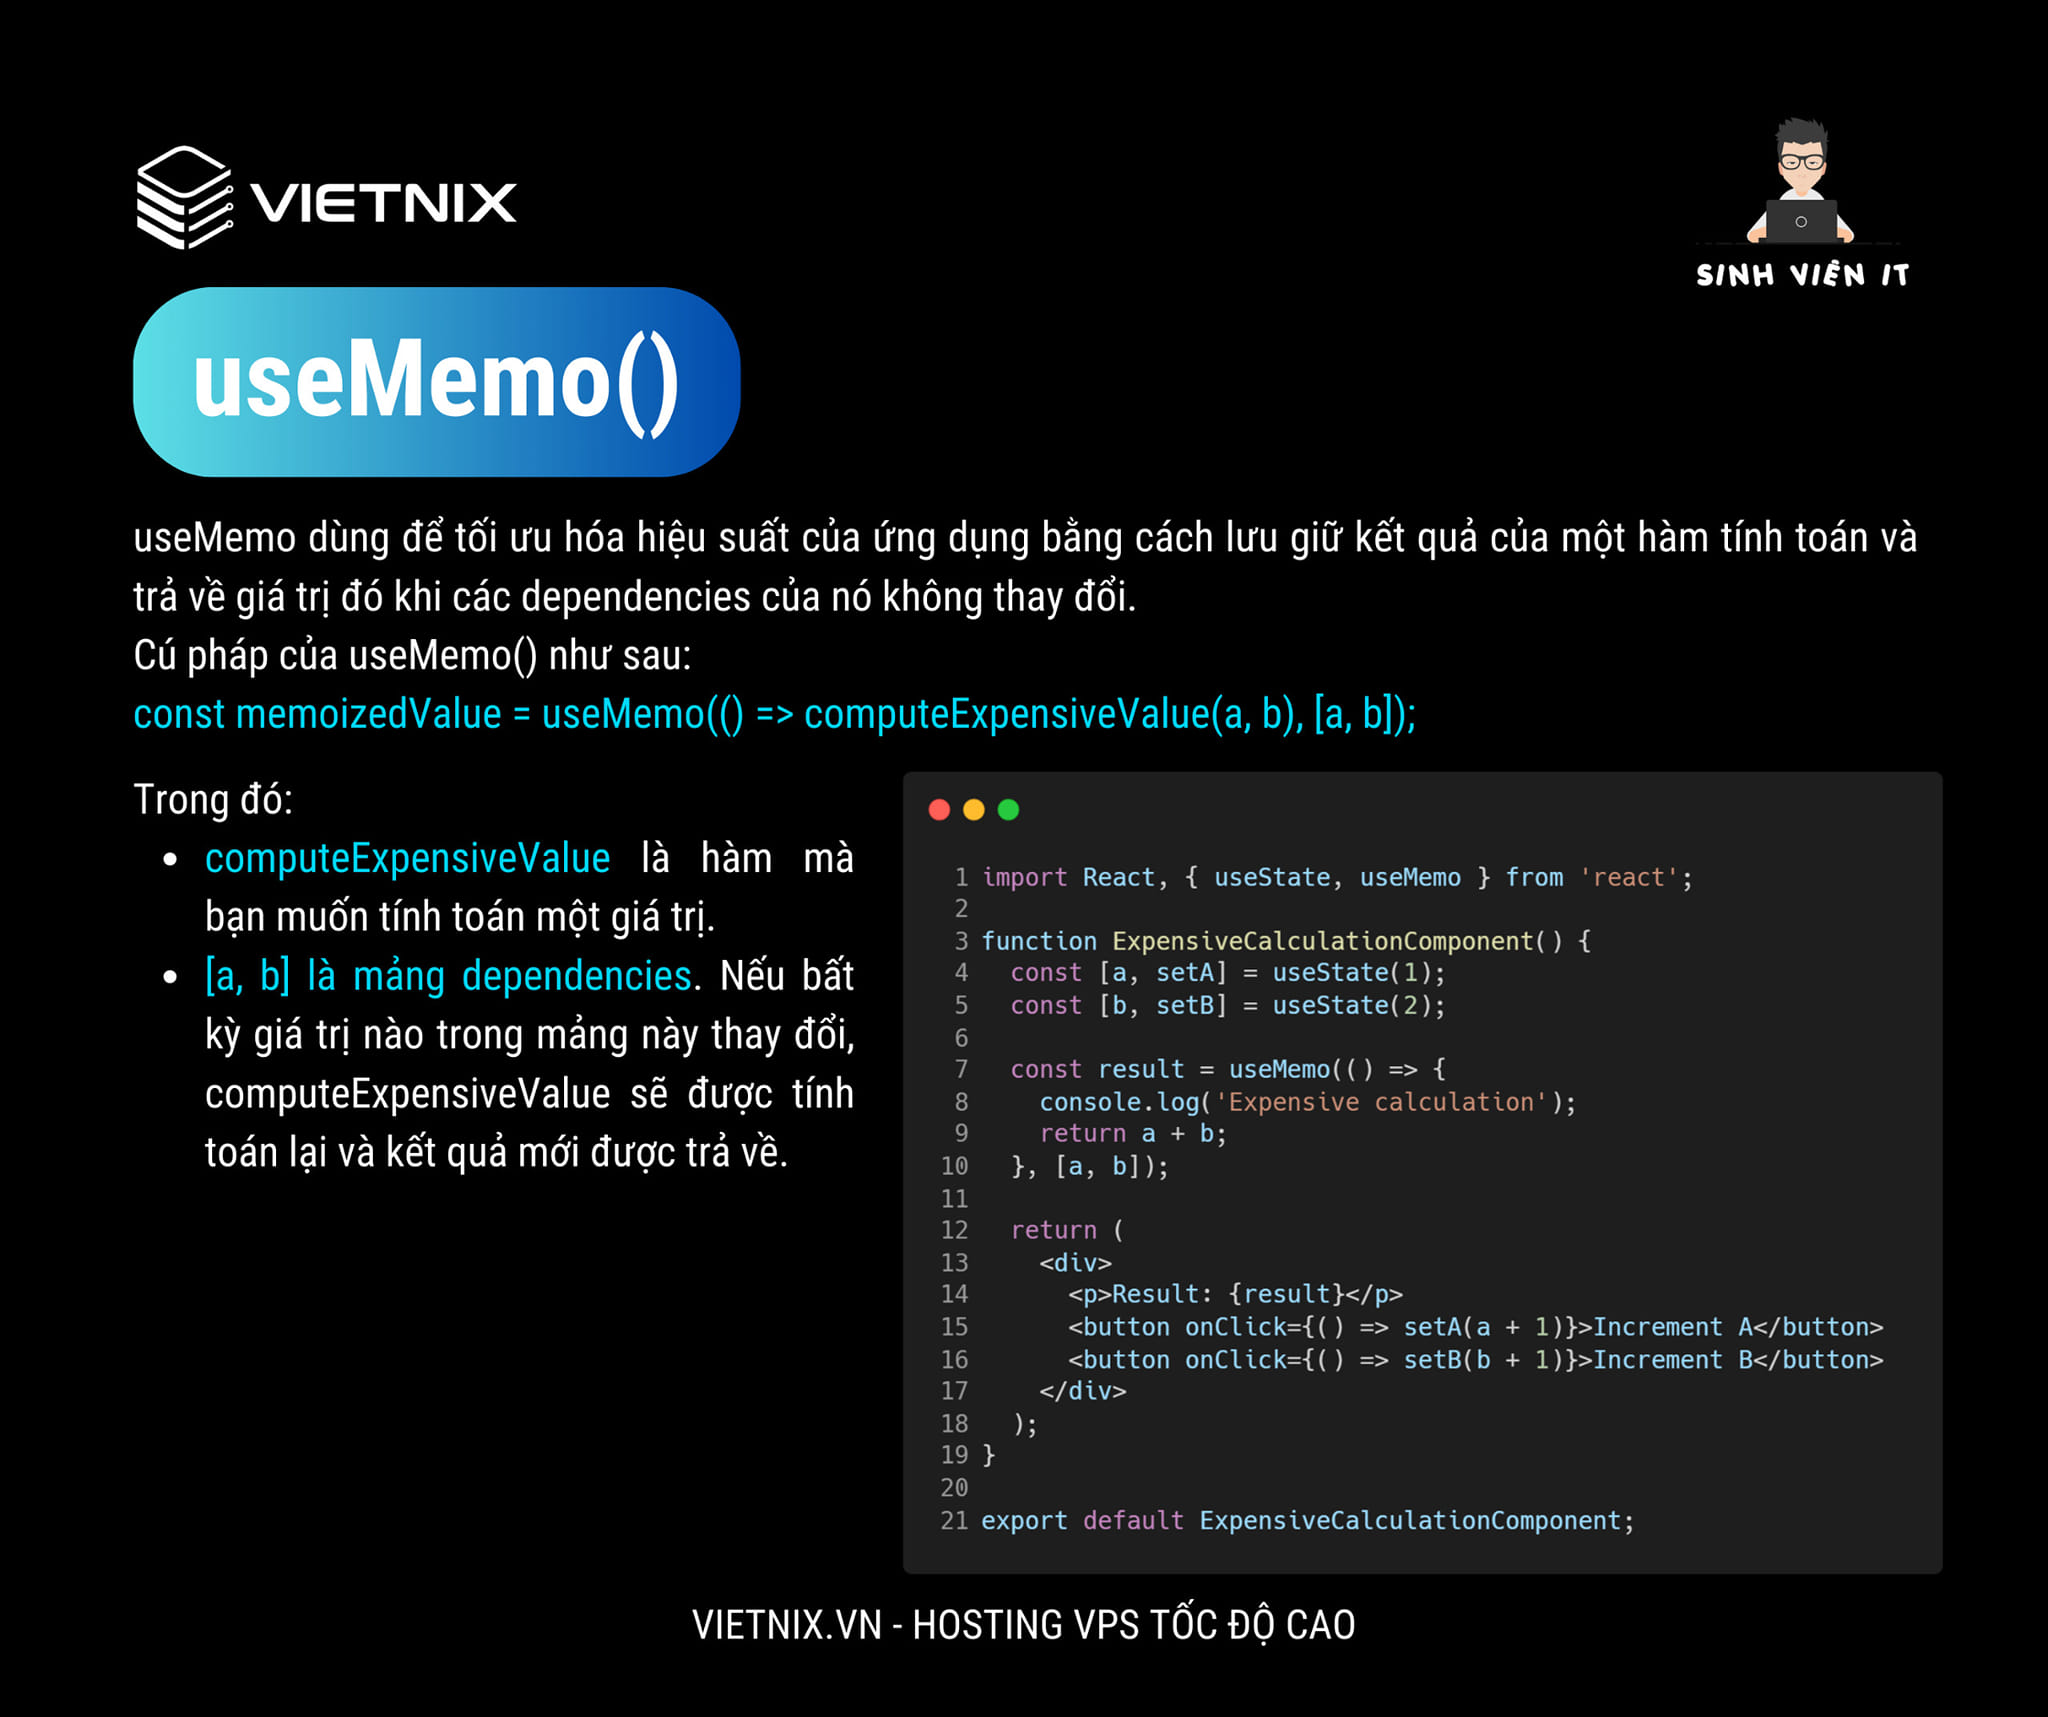 VIETNIX
SINH VIÊN IT
useMemo()
useMemo dùng để tối ưu hóa hiệu suất của ứng dụng bằng cách lưu giữ kết quả của một hàm tính toán và
trả về giá trị đó khi các dependencies của nó không thay đổi.
Cú pháp của useMemo() như sau:
const memoizedValue = useMemo(() => computeExpensiveValue(a, b), [a, b]);
Trong đó:
• computeExpensiveValue là hàm mà
bạn muốn tính toán một giá trị.
• [a, b] là mảng dependencies. Nếu bất
kỳ giá trị nào trong mảng này thay đổi,
computeExpensiveValue sẽ được tính
toán lại và kết quả mới được trả về.
1 import React, { useState, useMemo } from 'react';
2
3 function ExpensiveCalculationComponent() {
4   const [a, setA] = useState(1);
5   const [b, setB] = useState(2);
6
7   const result = useMemo(() => {
8     console.log('Expensive calculation');
9     return a + b;
10   }, [a, b]);
11
12   return (
13     <div>
14       <p>Result: {result}</p>
15       <button onClick={() => setA(a + 1)}>Increment A</button>
16       <button onClick={() => setB(b + 1)}>Increment B</button>
17     </div>
18   );
19 }
20
21 export default ExpensiveCalculationComponent;
VIETNIX.VN - HOSTING VPS TỐC ĐỘ CAO